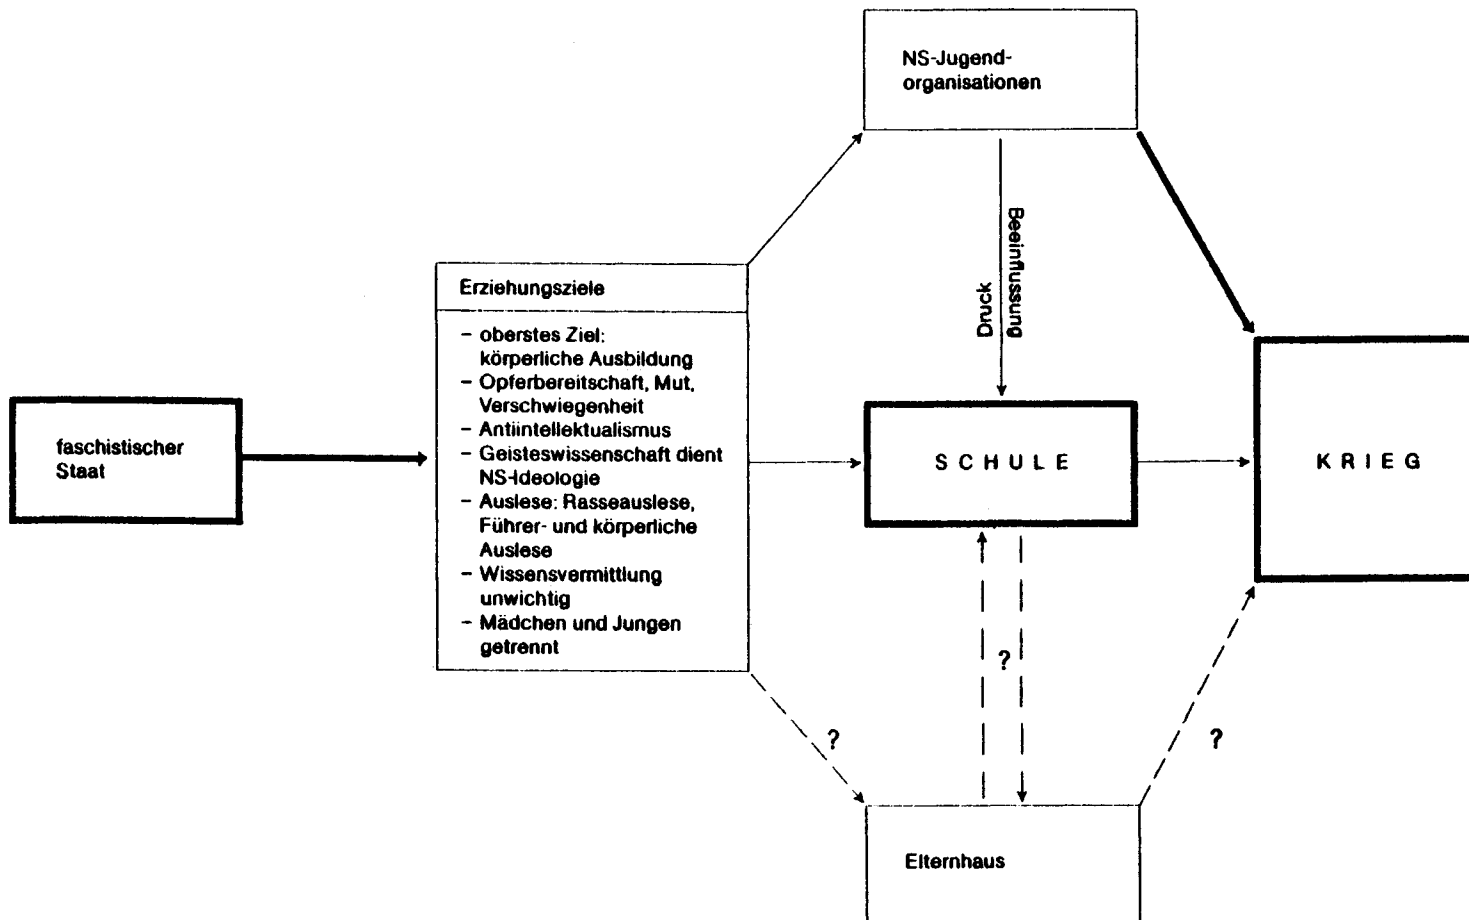 NS-Jugend-
organisationen
Druck
Beeinflussung
Erziehungsziele
– oberstes Ziel:
körperliche Ausbildung
– Opferbereitschaft, Mut,
Verschwiegenheit
– Antiintellektualismus
– Geisteswissenschaft dient
NS-Ideologie
– Auslese: Rasseauslese,
Führer- und körperliche
Auslese
– Wissensvermittlung
unwichtig
– Mädchen und Jungen
getrennt
faschistischer
Staat
SCHULE
KRIEG
?
?
?
Elternhaus